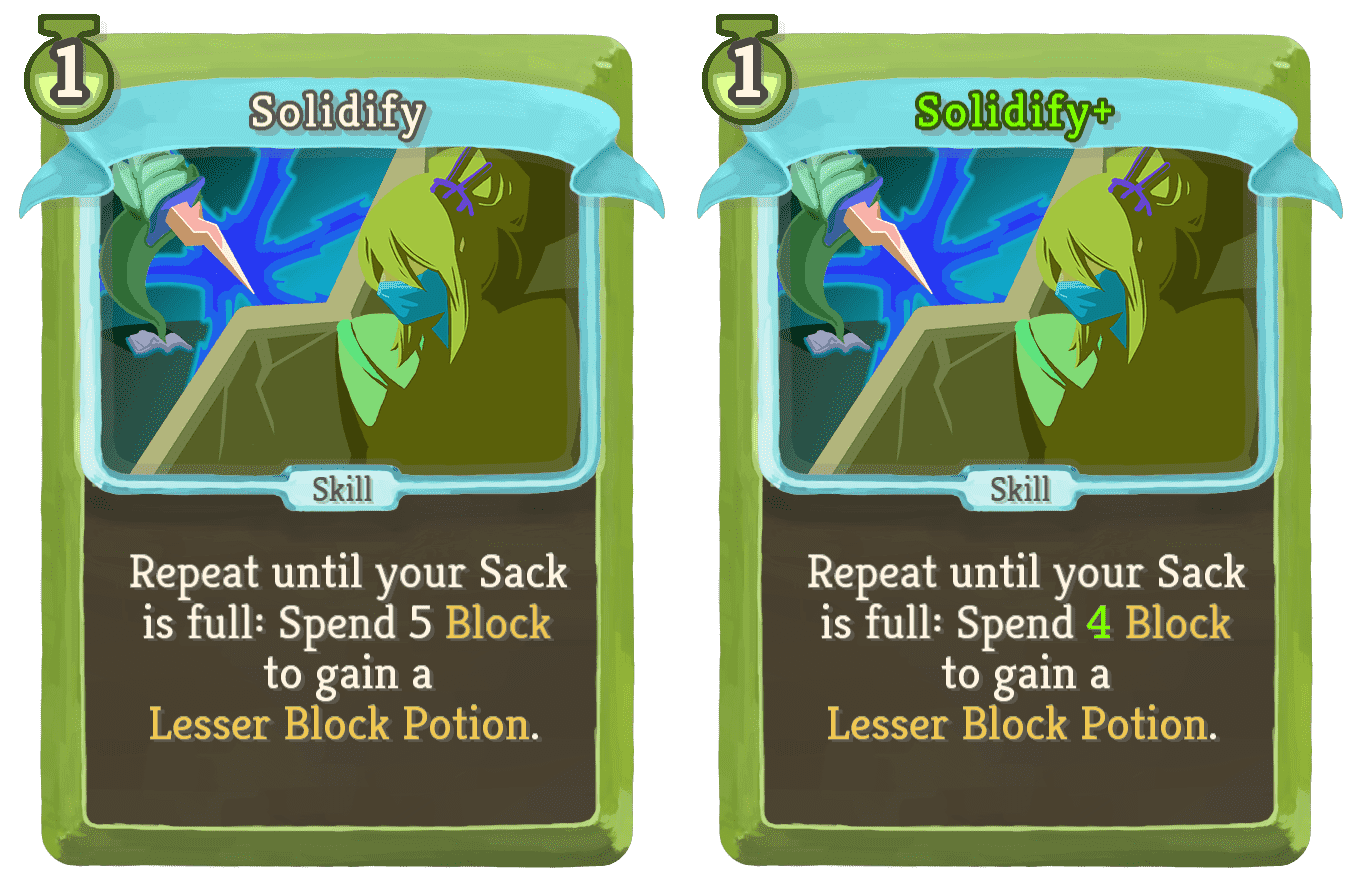 1
Solidify
Skill
Repeat until your Sack
is full: Spend 5 Block
to gain a
Lesser Block Potion.
1
Solidify+
Skill
Repeat until your Sack
is full: Spend 4 Block
to gain a
Lesser Block Potion.